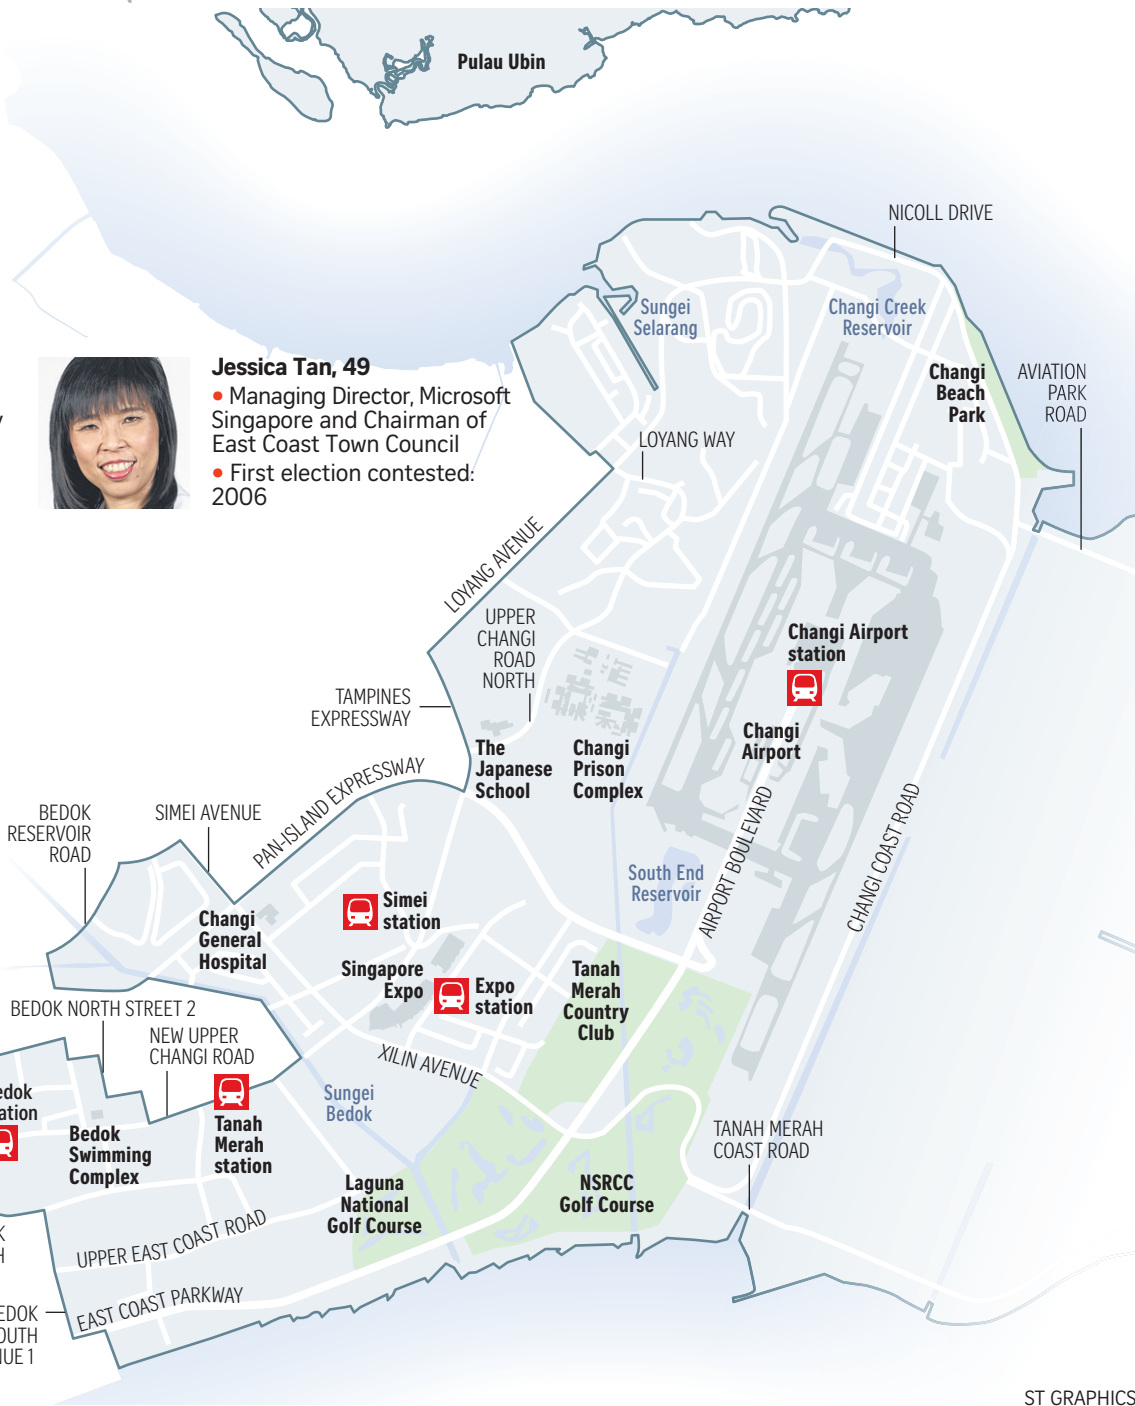 Pulau Ubin
NICOLL DRIVE
Sungei
Selarang
Changi Creek
Reservoir
Changi
Beach
Park
AVIATION
PARK
ROAD
Jessica Tan, 49
• Managing Director, Microsoft
Singapore and Chairman of
East Coast Town Council
• First election contested:
2006
LOYANG WAY
LOYANG AVENUE
UPPER
CHANGI
ROAD
NORTH
Changi Airport
station
TAMPINES
EXPRESSWAY
Changi
Airport
The
Japanese
School
Changi
Prison
Complex
PAN-ISLAND EXPRESSWAY
BEDOK
RESERVOIR
ROAD
SIMEI AVENUE
AIRPORT BOULEVARD
CHANGI COAST ROAD
South End
Reservoir
Simei
station
Changi
General
Hospital
Singapore
Expo
Expo
station
Tanah
Merah
Country
Club
BEDOK NORTH STREET 2
NEW UPPER
CHANGI ROAD
XILIN AVENUE
Sungei
Bedok
edok
ation
Bedok
Swimming
Complex
Tanah
Merah
station
TANAH MERAH
COAST ROAD
Laguna
National
Golf Course
NSRCC
Golf Course
K
H
UPPER EAST COAST ROAD
EAST COAST PARKWAY
EDOK
OUTH
NUE 1
ST GRAPHICS